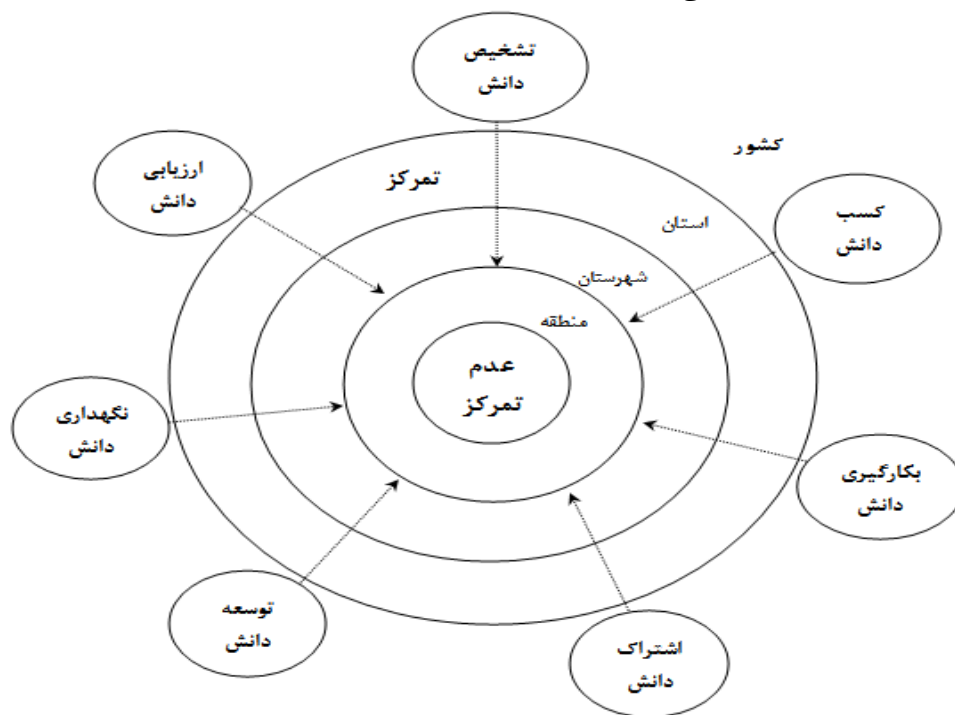 تشخیص
دانش
کشور
ارزیابی
دانش
تمرکز
کسب
دانش
استان
شهرستان
منطقه
عدم
تمرکز
نگهداری
دانش
بکارگیری
دانش
توسعه
دانش
اشتراک
دانش